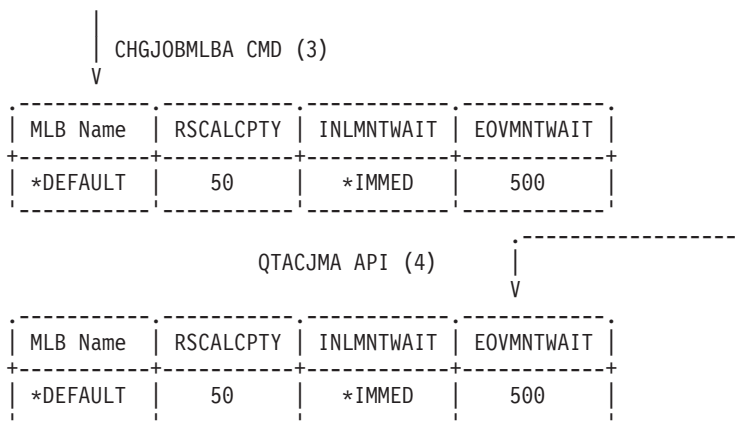 CHGJOBMLBA CMD (3)
V
MLB Name | RSCALCPTY | INLMNTWAIT | EOVMNTWAIT
*DEFAULT | 50 | *IMMED | 500
QTACJMA API (4)
V
MLB Name | RSCALCPTY | INLMNTWAIT | EOVMNTWAIT
*DEFAULT | 50 | *IMMED | 500